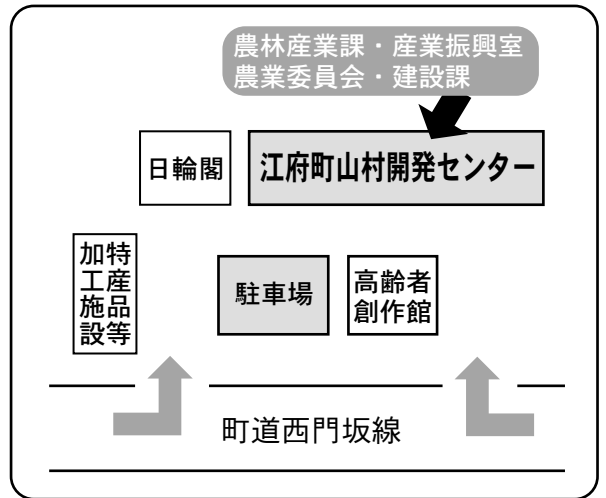 農林産業課・産業振興室
農業委員会・建設課
日輪閣
江府町山村開発センター
特産品等
加工施設
駐車場
高齢者
創作館
町道西門坂線